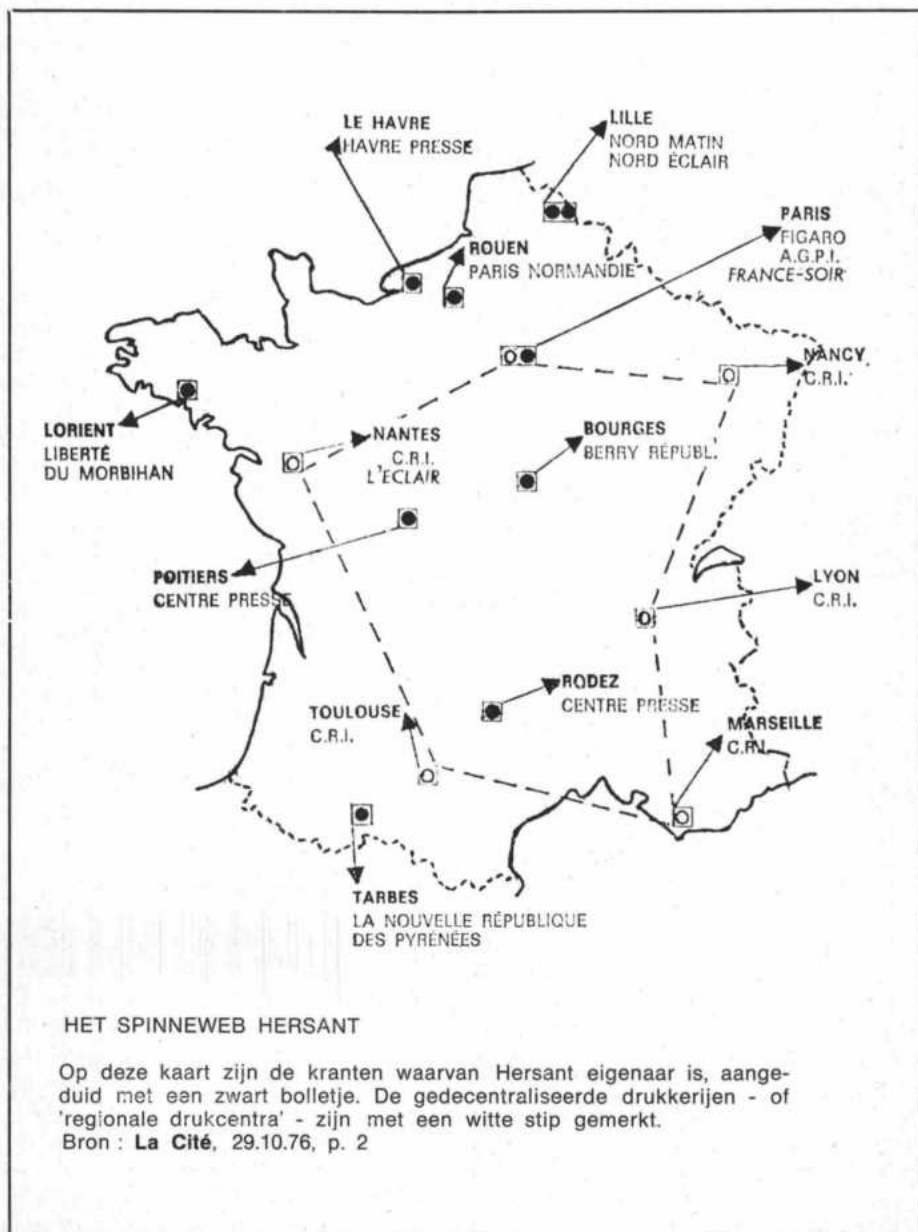 LE HAVRE
HAVRE PRESSE
LILLE
NORD MATIN
NORD ÉCLAIR
ROUEN
PARIS NORMANDIE
PARIS
FIGARO
A.G.P.I.
FRANCE-SOIR
NANCY
C.R.I.
LORIENT
LIBERTÉ
DU MORBIHAN
NANTES
C.R.I.
L'ECLAIR
BOURGES
BERRY RÉPUBL.
POITIERS
CENTRE PRESSE
LYON
C.R.I.
RODEZ
CENTRE PRESSE
TOULOUSE
C.R.I.
MARSEILLE
C.R.I.
TARBES
LA NOUVELLE RÉPUBLIQUE
DES PYRÉNÉES
HET SPINNEWEB HERSANT
Op deze kaart zijn de kranten waarvan Hersant eigenaar is, aange-
duid met een zwart bolletje. De gedecentraliseerde drukkerijen - of
'regionale drukcentra' - zijn met een witte stip gemerkt.
Bron : La Cité, 29.10.76, p. 2